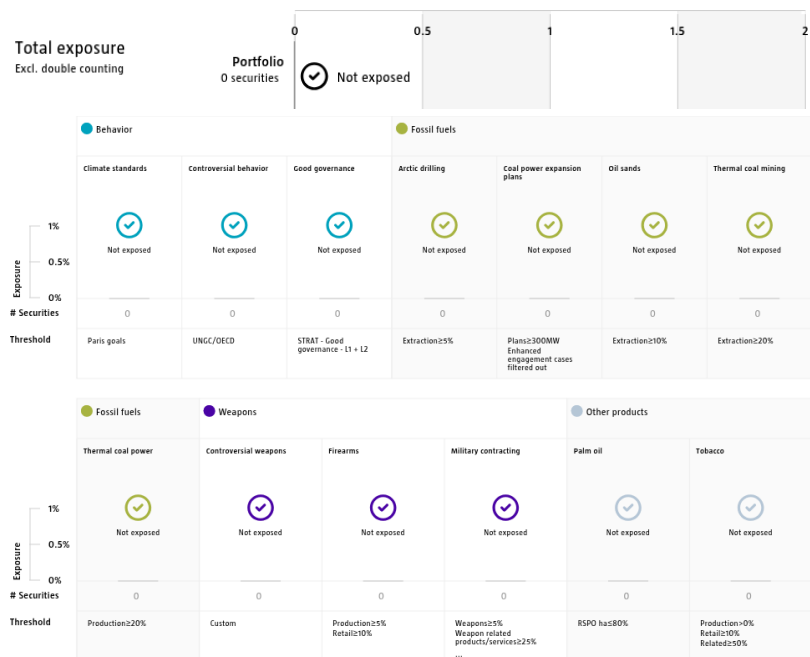 0 0.5 1 1.5 2
Total exposure
Excl. double counting
Portfolio
0 securities
Not exposed
Behavior
Fossil fuels
Climate standards
Controversial behavior
Good governance
Arctic drilling
Coal power expansion
plans
Oil sands
Thermal coal mining
Not exposed
Not exposed
Not exposed
Not exposed
Not exposed
Not exposed
Not exposed
Exposure
1%
0.5%
0%
# Securities 0 0 0 0 0 0 0
Threshold
Paris goals
UNGC/OECD
STRAT - Good
governance - L1 + L2
Extraction≥5%
Plans≥300MW
Enhanced
engagement cases
filtered out
Extraction≥10%
Extraction≥20%
Fossil fuels
Weapons
Other products
Thermal coal power
Controversial weapons
Firearms
Military contracting
Palm oil
Tobacco
Not exposed
Not exposed
Not exposed
Not exposed
Not exposed
Not exposed
Exposure
1%
0.5%
0%
# Securities 0 0 0 0 0 0
Threshold
Production≥20%
Custom
Production≥5%
Retail≥10%
Weapons≥5%
Weapon related
products/services≥25%
RSPO ha≤80%
Production>0%
Retail≥10%
Related≥50%